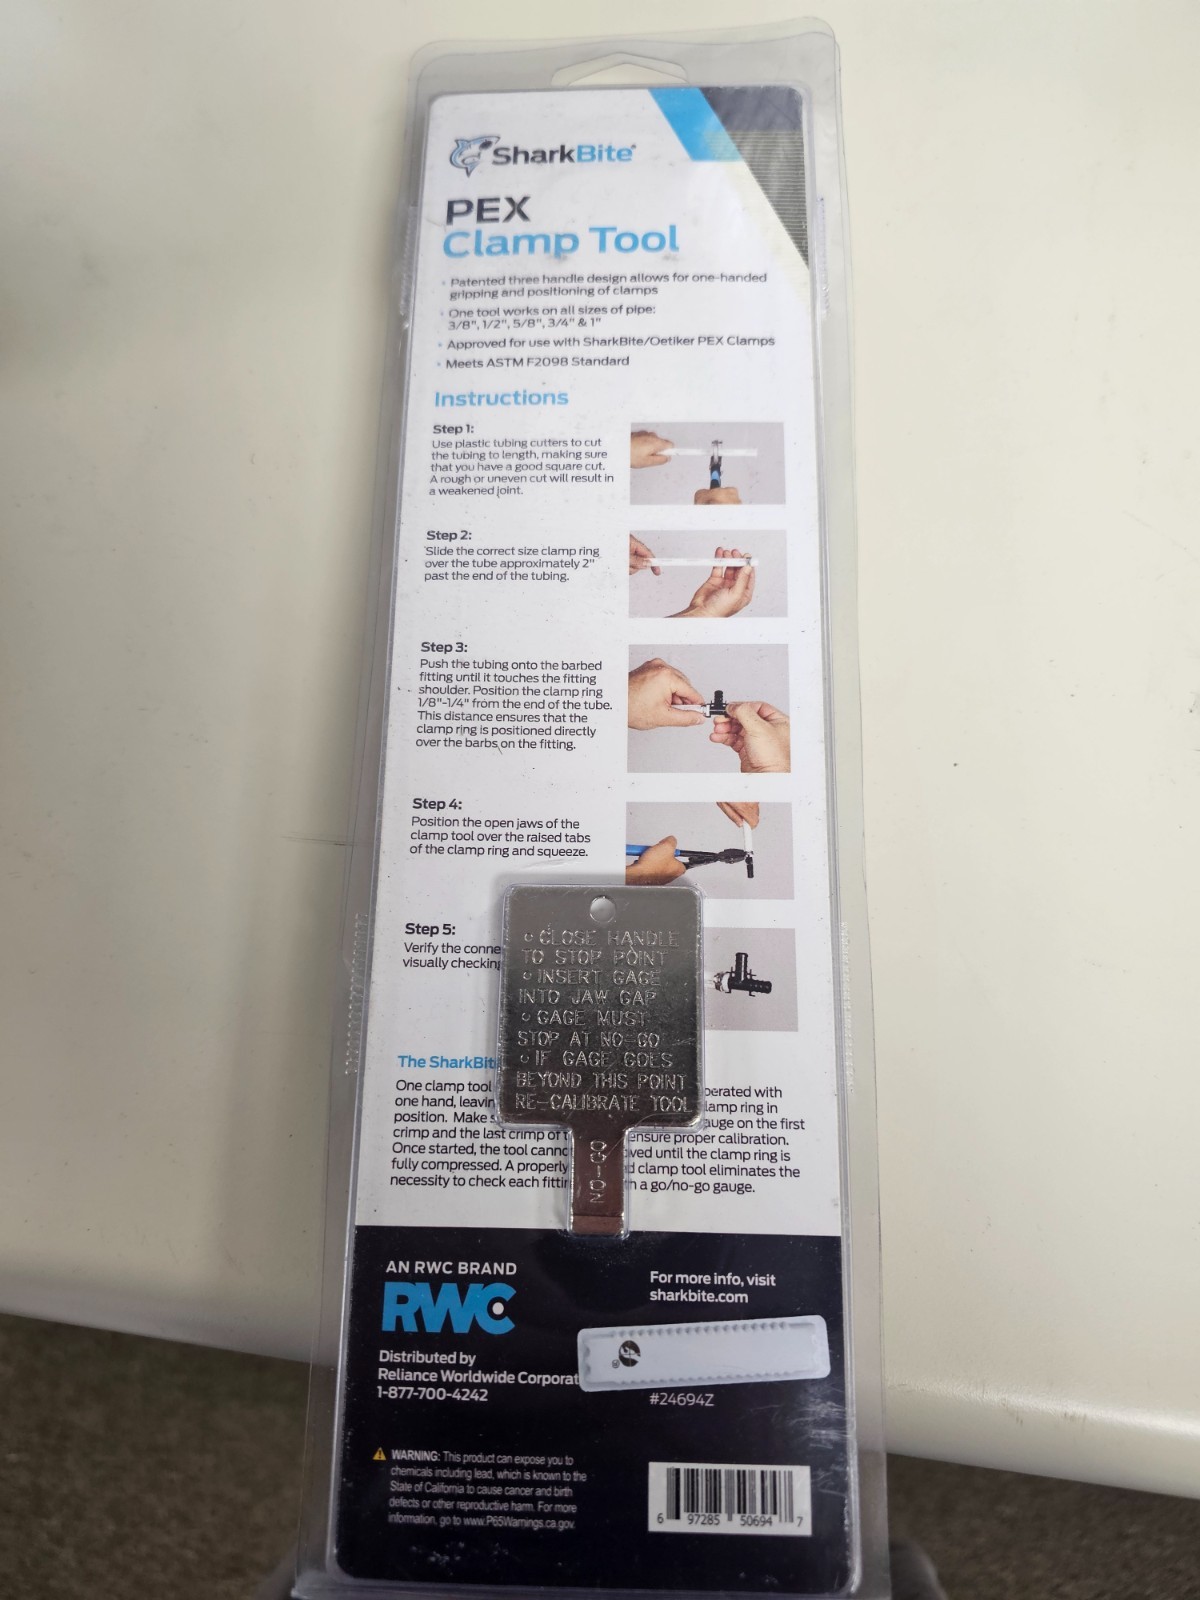 SharkBite®
PEX
Clamp Tool
• Patented three handle design allows for one-handed
gripping and positioning of clamps
• One tool works on all sizes of pipe:
3/8", 1/2", 5/8", 3/4" & 1"
• Approved for use with SharkBite/Oetiker PEX Clamps
• Meets ASTM F2098 Standard
Instructions
Step 1:
Use plastic tubing cutters to cut
the tubing to length, making sure
that you have a good square cut.
A rough or uneven cut will result in
a weakened joint.
Step 2:
Slide the correct size clamp ring
over the tube approximately 2"
past the end of the tubing.
Step 3:
Push the tubing onto the barbed
fitting until it touches the fitting
shoulder. Position the clamp ring
1/8"-1/4" from the end of the tube.
This distance ensures that the
clamp ring is positioned directly
over the barbs on the fitting.
Step 4:
Position the open jaws of the
clamp tool over the raised tabs
of the clamp ring and squeeze.
Step 5:
Verify the conne
visually checking
CLOSE HANDLE
TO STOP POINT
INSERT GAGE
INTO JAW GAP
GAGE MUST
STOP AT NO-GO
IF GAGE GOES
BEYOND THIS POINT
RE-CALIBRATE TOOL
The SharkBit
One clamp tool perated with
one hand, leavin lamp ring in
position. Make s auge on the first
crimp and the last crimp of t ensure proper calibration.
Once started, the tool canno ved until the clamp ring is
fully compressed. A properly d clamp tool eliminates the
necessity to check each fittin h a go/no-go gauge.
AN RWC BRAND
RWC
For more info, visit
sharkbite.com
Distributed by
Reliance Worldwide Corporat
1-877-700-4242
#24694Z
WARNING: This product can expose you to
chemicals including lead, which is known to the
State of California to cause cancer and birth
defects or other reproductive harm. For more
information, go to www.P65Warnings.ca.gov.
6 97285 50694 7